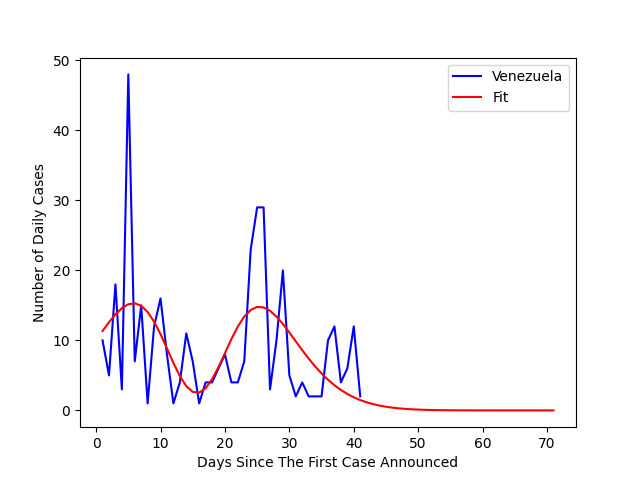 50
40
30
20
10
0
Number of Daily Cases
Venezuela
Fit
0 10 20 30 40 50 60 70
Days Since The First Case Announced